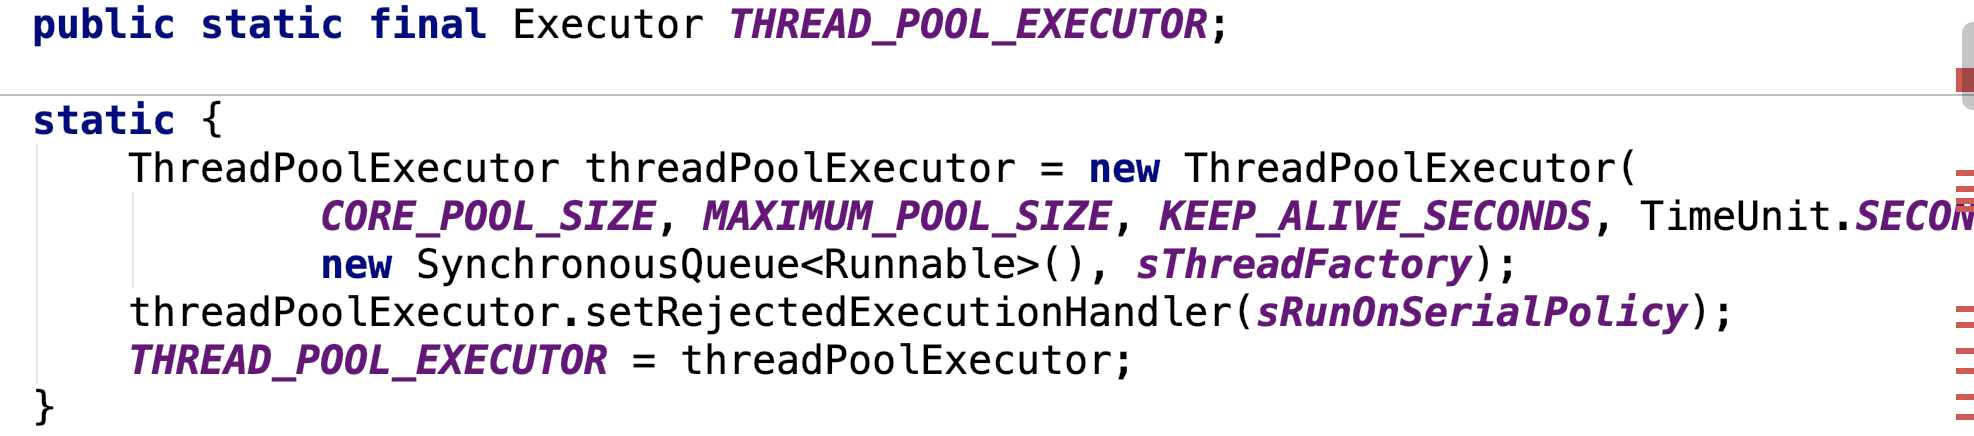 public static final Executor THREAD_POOL_EXECUTOR;
static {
ThreadPoolExecutor threadPoolExecutor = new ThreadPoolExecutor(
CORE_POOL_SIZE, MAXIMUM_POOL_SIZE, KEEP_ALIVE_SECONDS, TimeUnit.SECON
new SynchronousQueue<Runnable>(), sThreadFactory);
threadPoolExecutor.setRejectedExecutionHandler(sRunOnSerialPolicy);
THREAD_POOL_EXECUTOR = threadPoolExecutor;
}